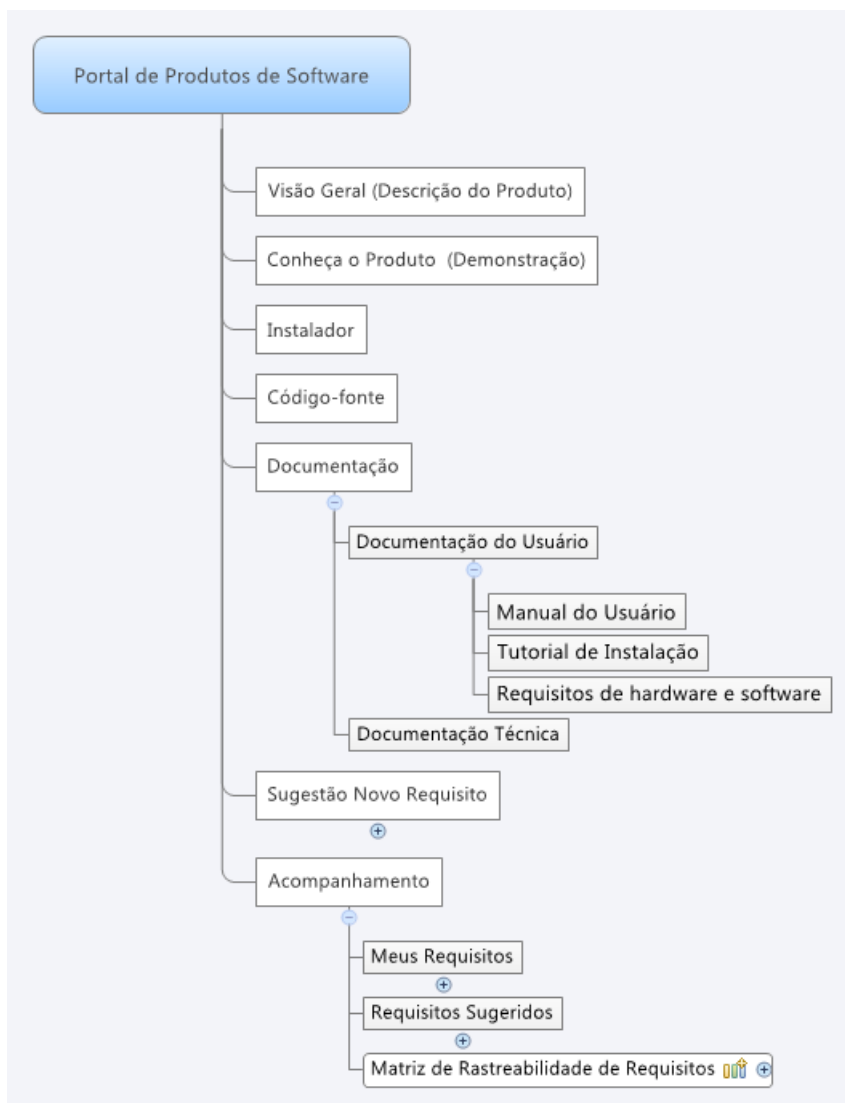 Portal de Produtos de Software
Visão Geral (Descrição do Produto)
Conheça o Produto (Demonstração)
Instalador
Código-fonte
Documentação
Documentação do Usuário
Manual do Usuário
Tutorial de Instalação
Requisitos de hardware e software
Documentação Técnica
Sugestão Novo Requisito
Acompanhamento
Meus Requisitos
Requisitos Sugeridos
Matriz de Rastreabilidade de Requisitos